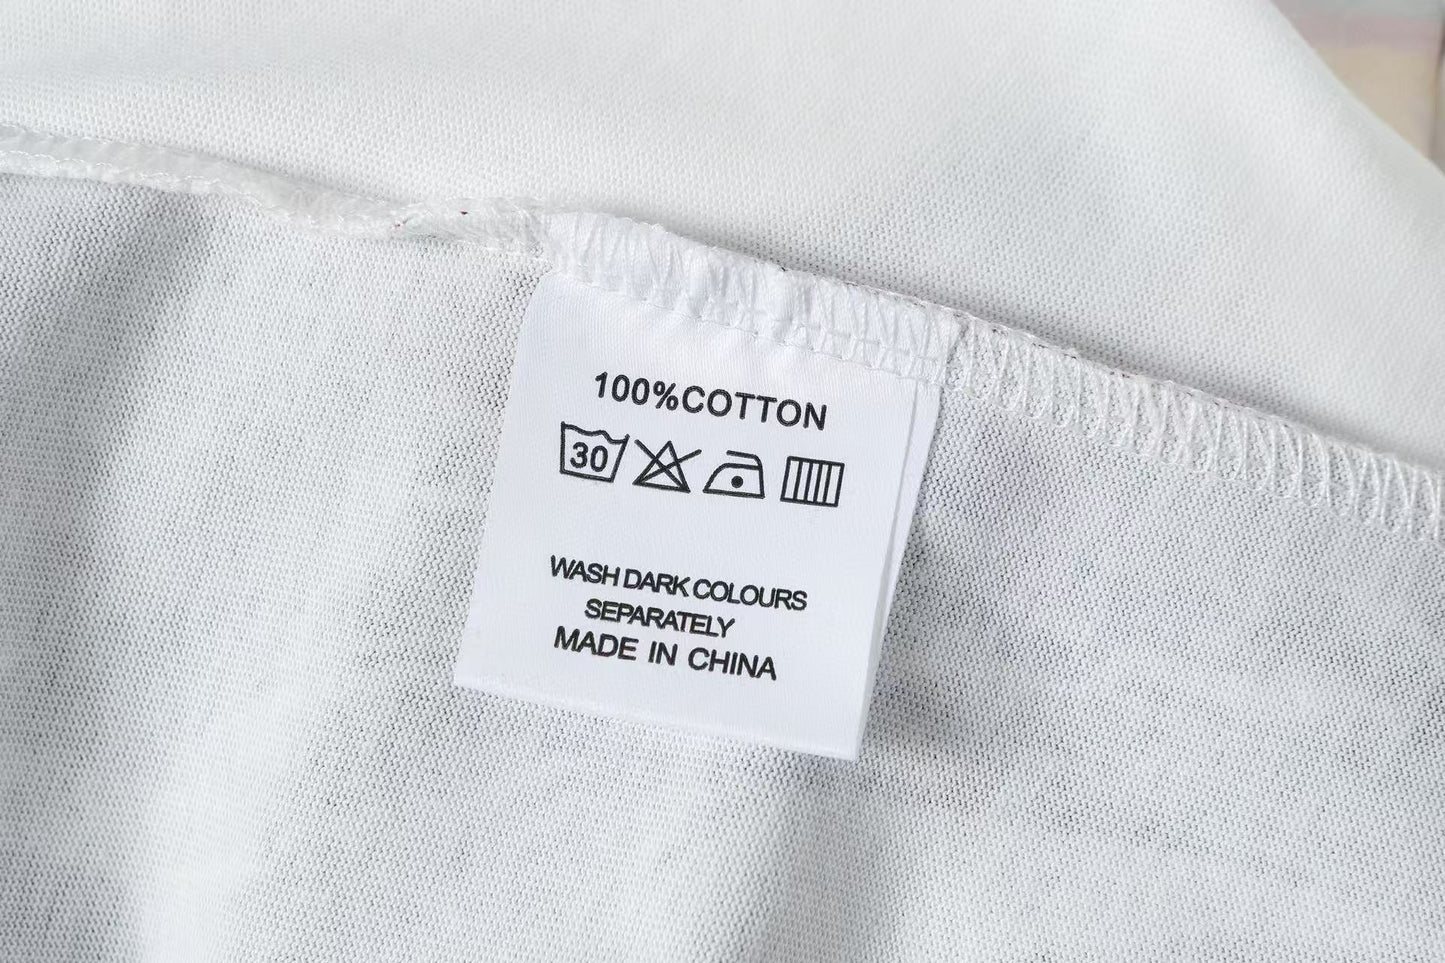 100%COTTON
30
WASH DARK COLOURS
SEPARATELY
MADE IN CHINA